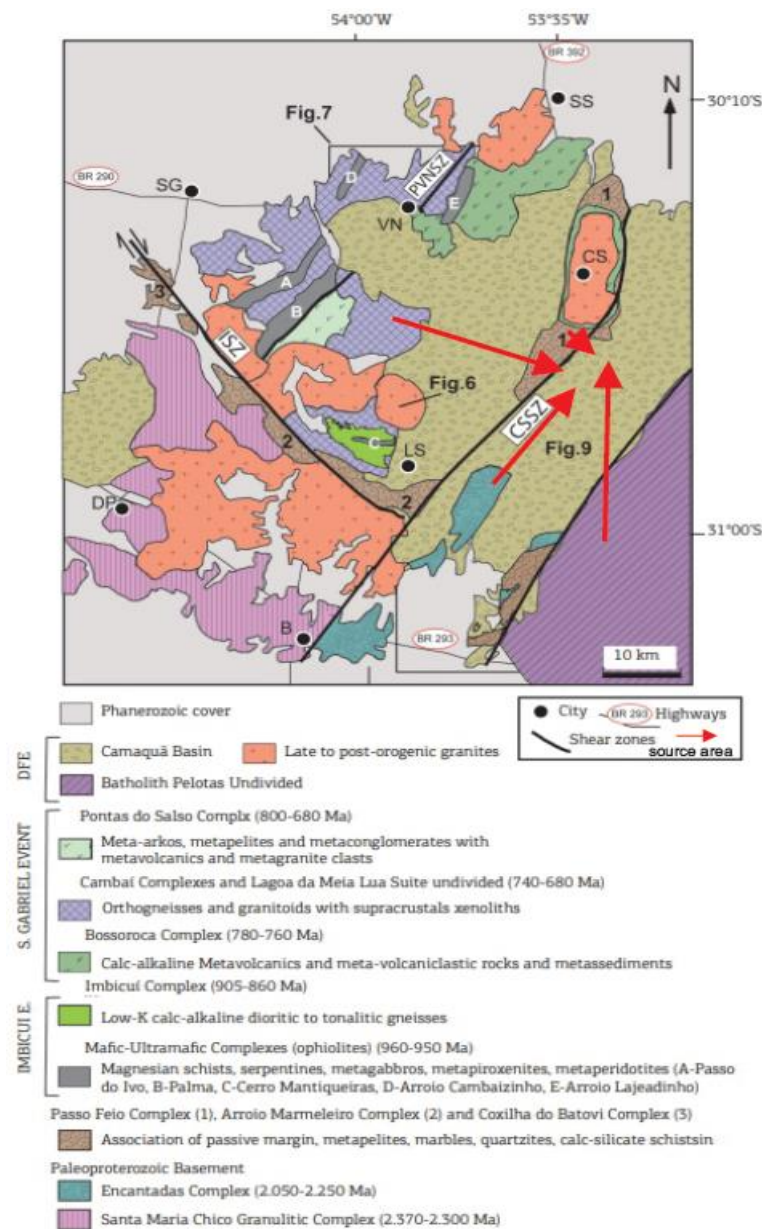 54°00'W
53°55'W
BR 392
30°10'S
SS
N
Fig.7
PVNSZ
D
BR 290
SG
E
VN
CS
A
3
B
ISZ
1
1
Fig.6
CSSZ
C
LS
Fig.9
2
2
DP
31°00'S
B
BR 293
10 km
Phanerozoic cover
City
BR 293
Highways
Shear zones
source area
DFE
Camaquã Basin
Late to post-orogenic granites
Batholith Pelotas Undivided
S. GABRIEL EVENT
Pontas do Salso Complx (800-680 Ma)
Meta-arkos, metapelites and metaconglomerates with
metavolcanics and metagranite clasts
Cambaí Complexes and Lagoa da Meia Lua Suite undivided (740-680 Ma)
Orthogneisses and granitoids with supracrustals xenoliths
Bossoroca Complex (780-760 Ma)
Calc-alkaline Metavolcanics and meta-volcaniclastic rocks and metassediments
Imbicuí Complex (905-860 Ma)
IMBICUI E.
Low-K calc-alkaline dioritic to tonalitic gneisses
Mafic-Ultramafic Complexes (ophiolites) (960-950 Ma)
Magnesian schists, serpentines, metagabbros, metapiroxenites, metaperidotites (A-Passo
do Ivo, B-Palma, C-Cerro Mantiqueiras, D-Arroio Cambaizinho, E-Arroio Lajeadinho)
Passo Feio Complex (1), Arroio Marmeleiro Complex (2) and Coxilha do Batovi Complex (3)
Association of passive margin, metapelites, marbles, quartzites, calc-silicate schistsin
Paleoproterozoic Basement
Encantadas Complex (2.050-2.250 Ma)
Santa Maria Chico Granulitic Complex (2.370-2.300 Ma)